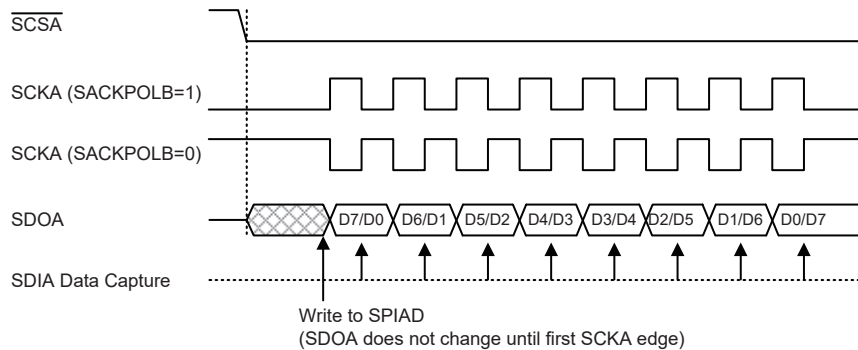 SCSA
SCKA (SACKPOLB=1)
SCKA (SACKPOLB=0)
SDOA
D7/D0 D6/D1 D5/D2 D4/D3 D3/D4 D2/D5 D1/D6 D0/D7
SDIA Data Capture
Write to SPIAD
(SDOA does not change until first SCKA edge)